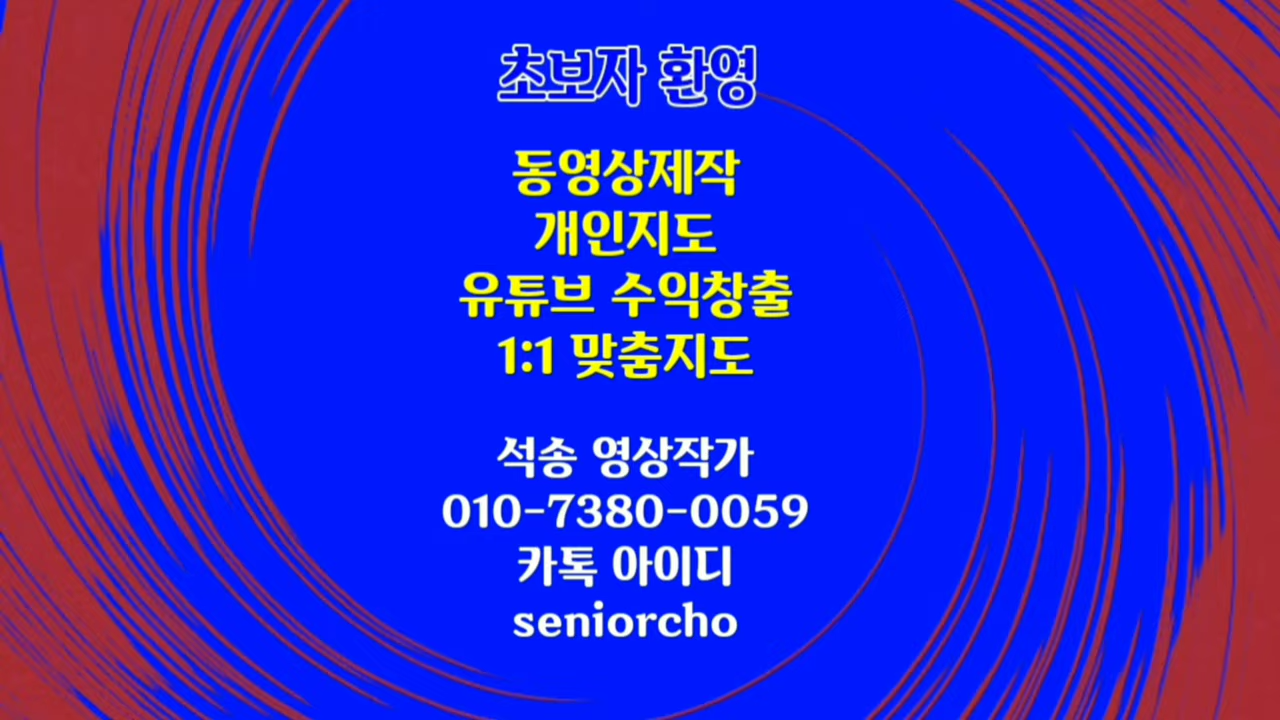 초보자 환영
동영상제작
개인지도
유튜브 수익창출
1:1 맞춤지도
석송 영상작가
010-7380-0059
카톡 아이디
seniorcho